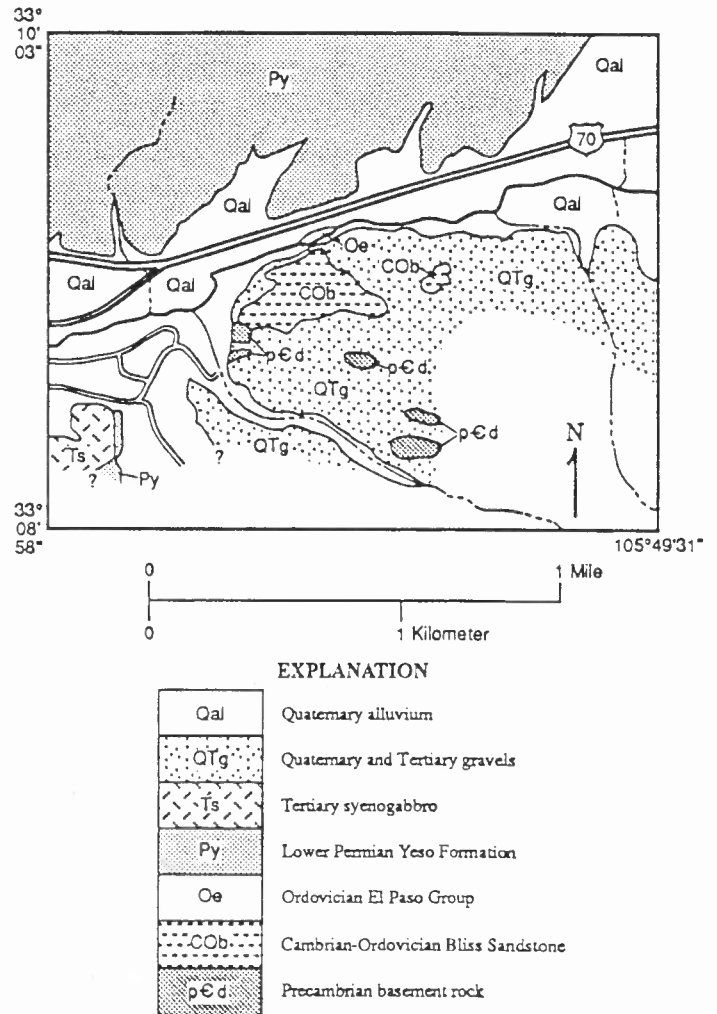 33°
10'
03"
Py
Qal
70
Qal
Qal
Oe
COb
QTg
Qal
Qal
COb
p€d
p€d
QTg
p€d
QTg
?
Ts
?
Py
N
33°
08'
58"
105°49'31"
0
1 Mile
0
1 Kilometer
EXPLANATION
Qal Quaternary alluvium
QTg Quaternary and Tertiary gravels
Ts Tertiary syenogabbro
Py Lower Permian Yeso Formation
Oe Ordovician El Paso Group
COb Cambrian-Ordovician Bliss Sandstone
p€d Precambrian basement rock